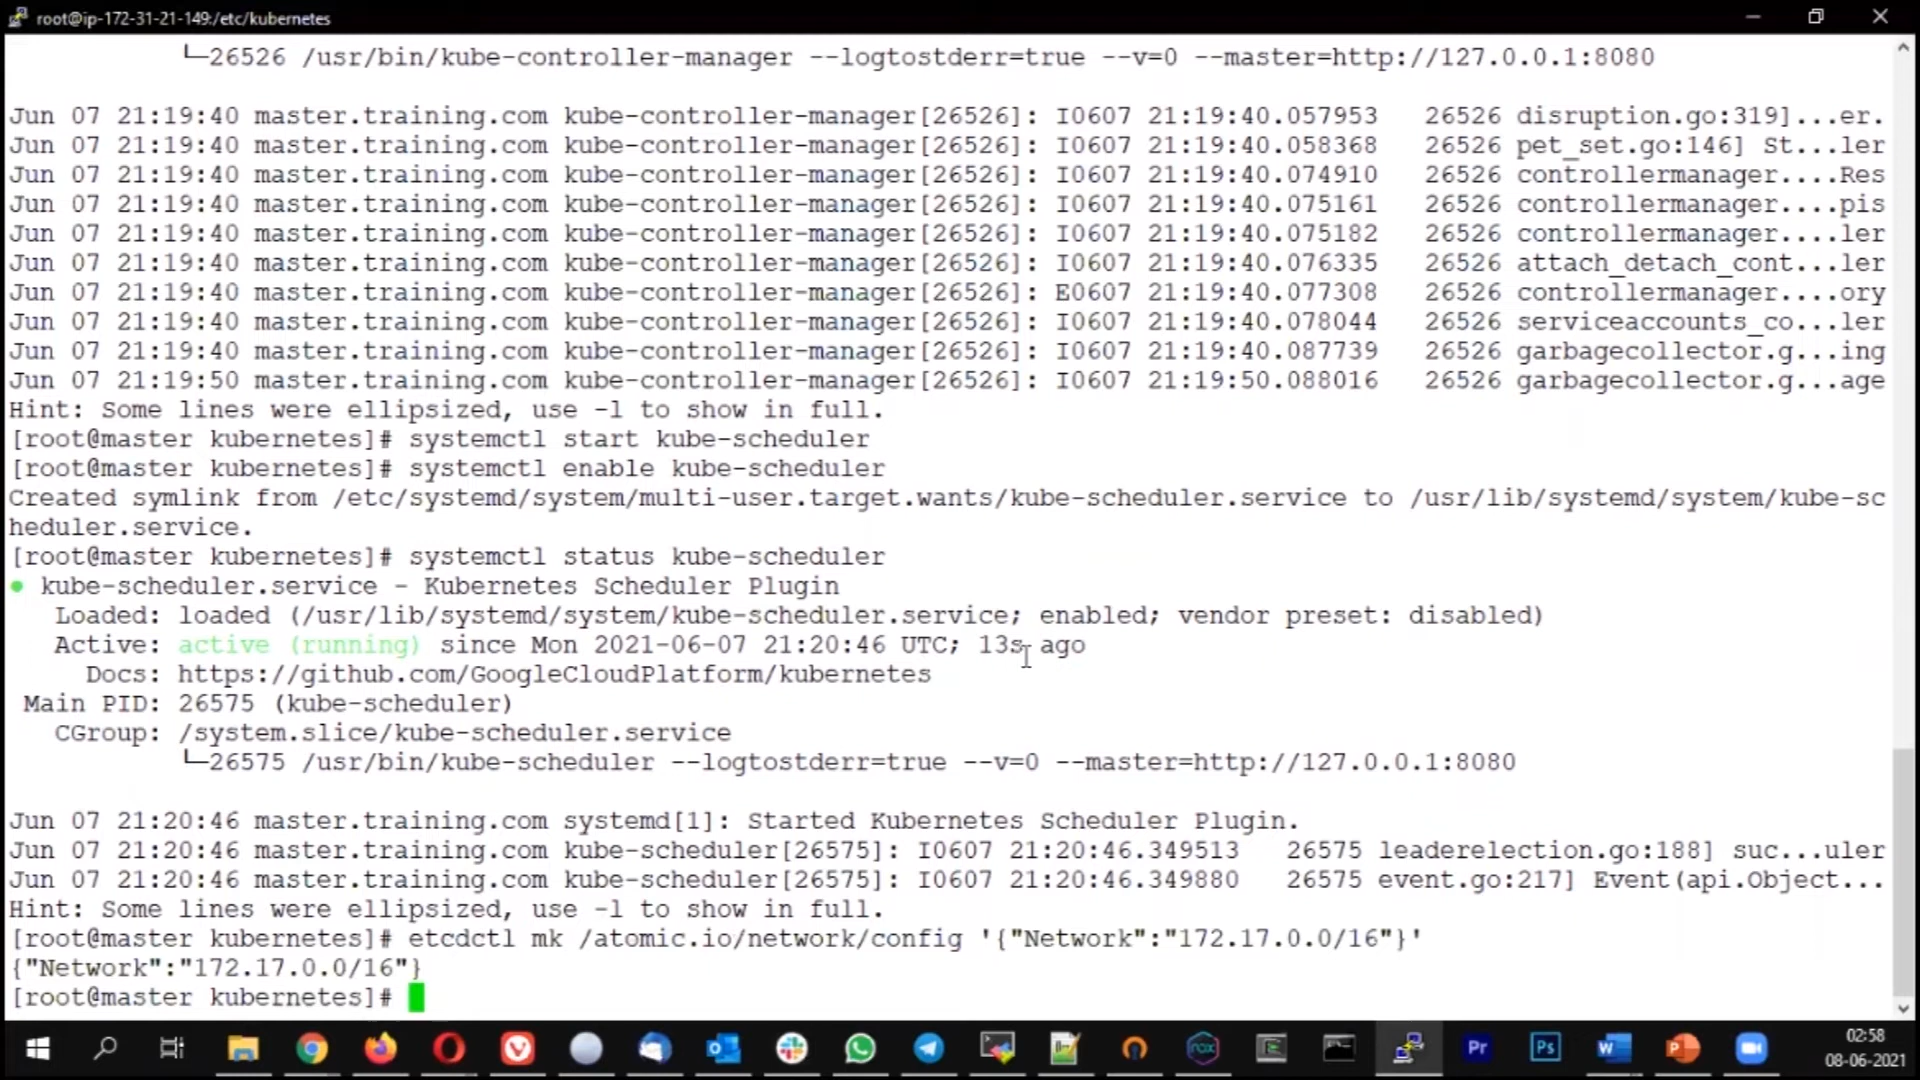 root@ip-172-31-21-149:/etc/kubernetes
└─26526 /usr/bin/kube-controller-manager --logtostderr=true --v=0 --master=http://127.0.0.1:8080
Jun 07 21:19:40 master.training.com kube-controller-manager[26526]: I0607 21:19:40.057953   26526 disruption.go:319]...er.
Jun 07 21:19:40 master.training.com kube-controller-manager[26526]: I0607 21:19:40.058368   26526 pet_set.go:146] St...ler
Jun 07 21:19:40 master.training.com kube-controller-manager[26526]: I0607 21:19:40.074910   26526 controllermanager....Res
Jun 07 21:19:40 master.training.com kube-controller-manager[26526]: I0607 21:19:40.075161   26526 controllermanager....pis
Jun 07 21:19:40 master.training.com kube-controller-manager[26526]: I0607 21:19:40.075182   26526 controllermanager....ler
Jun 07 21:19:40 master.training.com kube-controller-manager[26526]: I0607 21:19:40.076335   26526 attach_detach_cont...ler
Jun 07 21:19:40 master.training.com kube-controller-manager[26526]: E0607 21:19:40.077308   26526 controllermanager....ory
Jun 07 21:19:40 master.training.com kube-controller-manager[26526]: I0607 21:19:40.078044   26526 serviceaccounts_co...ler
Jun 07 21:19:40 master.training.com kube-controller-manager[26526]: I0607 21:19:40.087739   26526 garbagecollector.g...ing
Jun 07 21:19:50 master.training.com kube-controller-manager[26526]: I0607 21:19:50.088016   26526 garbagecollector.g...age
Hint: Some lines were ellipsized, use -l to show in full.
[root@master kubernetes]# systemctl start kube-scheduler
[root@master kubernetes]# systemctl enable kube-scheduler
Created symlink from /etc/systemd/system/multi-user.target.wants/kube-scheduler.service to /usr/lib/systemd/system/kube-sc
heduler.service.
[root@master kubernetes]# systemctl status kube-scheduler
● kube-scheduler.service - Kubernetes Scheduler Plugin
Loaded: loaded (/usr/lib/systemd/system/kube-scheduler.service; enabled; vendor preset: disabled)
Active: active (running) since Mon 2021-06-07 21:20:46 UTC; 13s ago
Docs: https://github.com/GoogleCloudPlatform/kubernetes
Main PID: 26575 (kube-scheduler)
CGroup: /system.slice/kube-scheduler.service
└─26575 /usr/bin/kube-scheduler --logtostderr=true --v=0 --master=http://127.0.0.1:8080
Jun 07 21:20:46 master.training.com systemd[1]: Started Kubernetes Scheduler Plugin.
Jun 07 21:20:46 master.training.com kube-scheduler[26575]: I0607 21:20:46.349513   26575 leaderelection.go:188] suc...uler
Jun 07 21:20:46 master.training.com kube-scheduler[26575]: I0607 21:20:46.349880   26575 event.go:217] Event(api.Object...
Hint: Some lines were ellipsized, use -l to show in full.
[root@master kubernetes]# etcdctl mk /atomic.io/network/config '{"Network":"172.17.0.0/16"}'
{"Network":"172.17.0.0/16"}
[root@master kubernetes]#
nox
Pr
Ps
W
P
02:58
08-06-2021